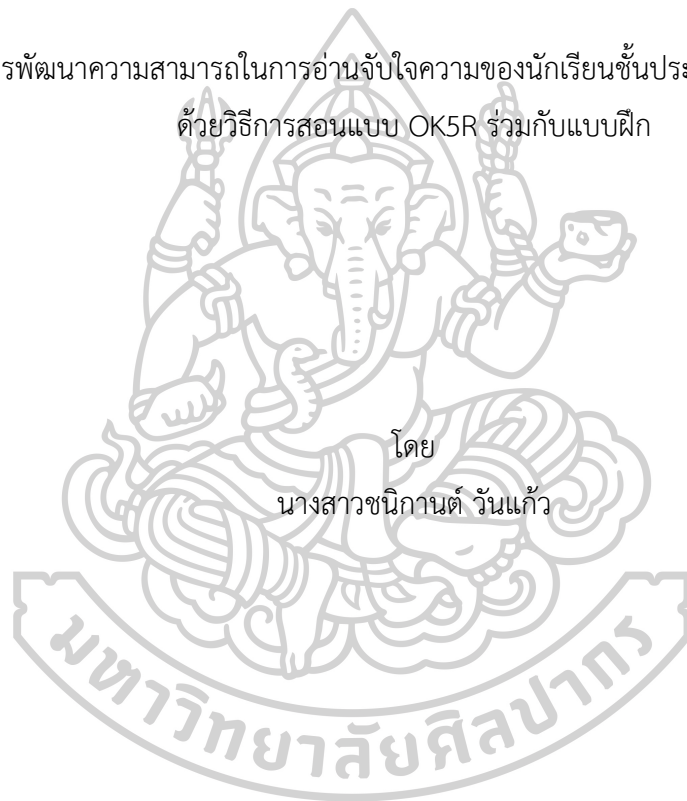 รพัฒนาความสามารถในการอ่านจับใจความของนักเรียนชั้นประ
ด้วยวิธีการสอนแบบ OK5R ร่วมกับแบบฝึก
โดย
นางสาวชนิกานต์ วันแก้ว
มหาวิทยาลัยศิลปากร